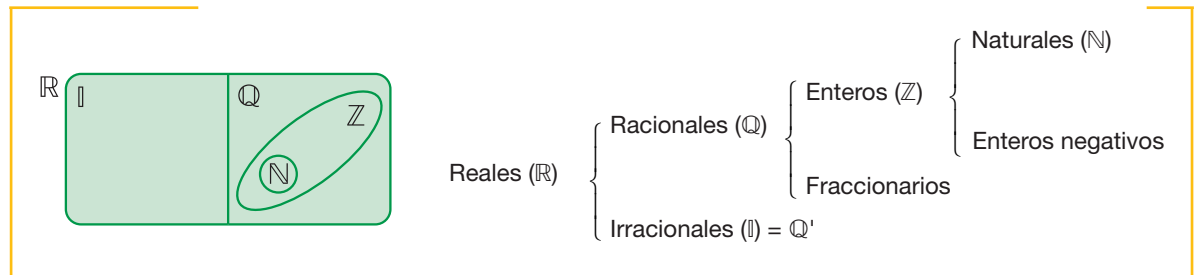 ℝ
𝕀
ℚ
ℤ
ℕ
Reales (ℝ)
Racionales (ℚ)
Irracionales (𝕀) = ℚ'
Enteros (ℤ)
Fraccionarios
Naturales (ℕ)
Enteros negativos